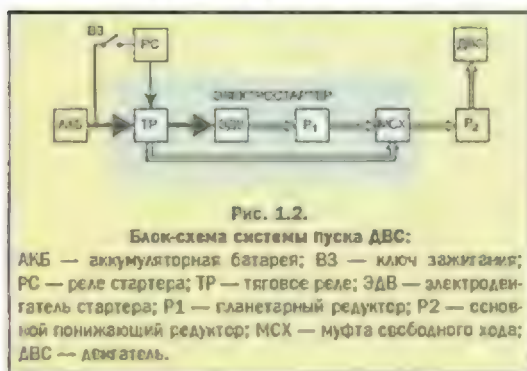 ВЗ
РС
ДВС
ЭЛЕКТРОСТАРТЕР
АКБ
ТР
ЭДВ
Р1
МСХ
Р2
Рис. 1.2.
Блок-схема системы пуска ДВС:
АКБ — аккумуляторная батарея; ВЗ — ключ зажигания;
РС — реле стартера; ТР — тяговое реле; ЭДВ — электродви-
гатель стартера; Р1 — планетарный редуктор; Р2 — основ-
ной понижающий редуктор; МСХ — муфта свободного хода;
ДВС — двигатель.